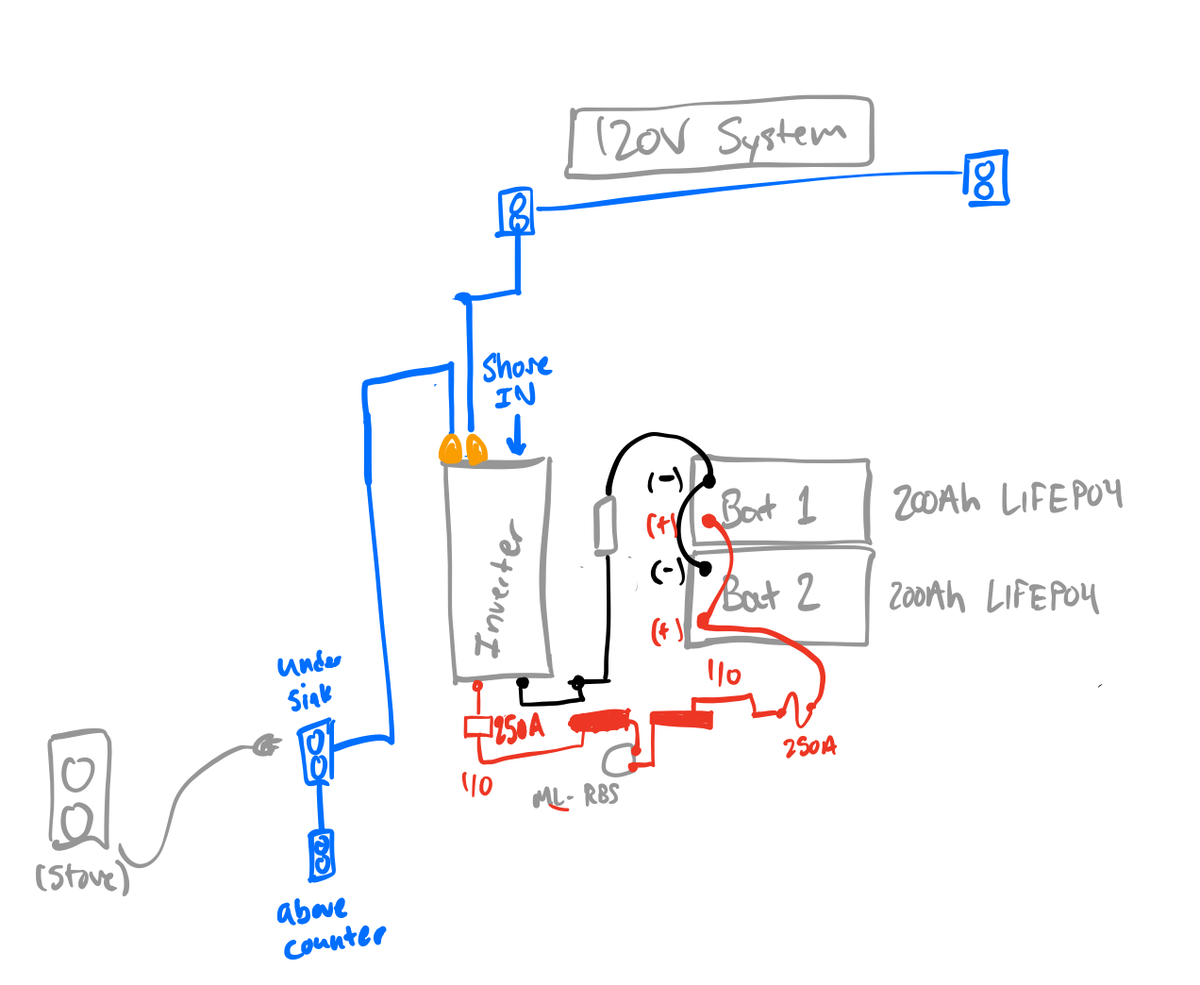 120V System
Shore
IN
Inverter
(-)
(+)
(-)
(+)
Bat 1
Bat 2
200Ah LIFEPO4
200Ah LIFEPO4
1/0
250A
250A
1/0
ML-RBS
under
sink
(Stove)
above
counter